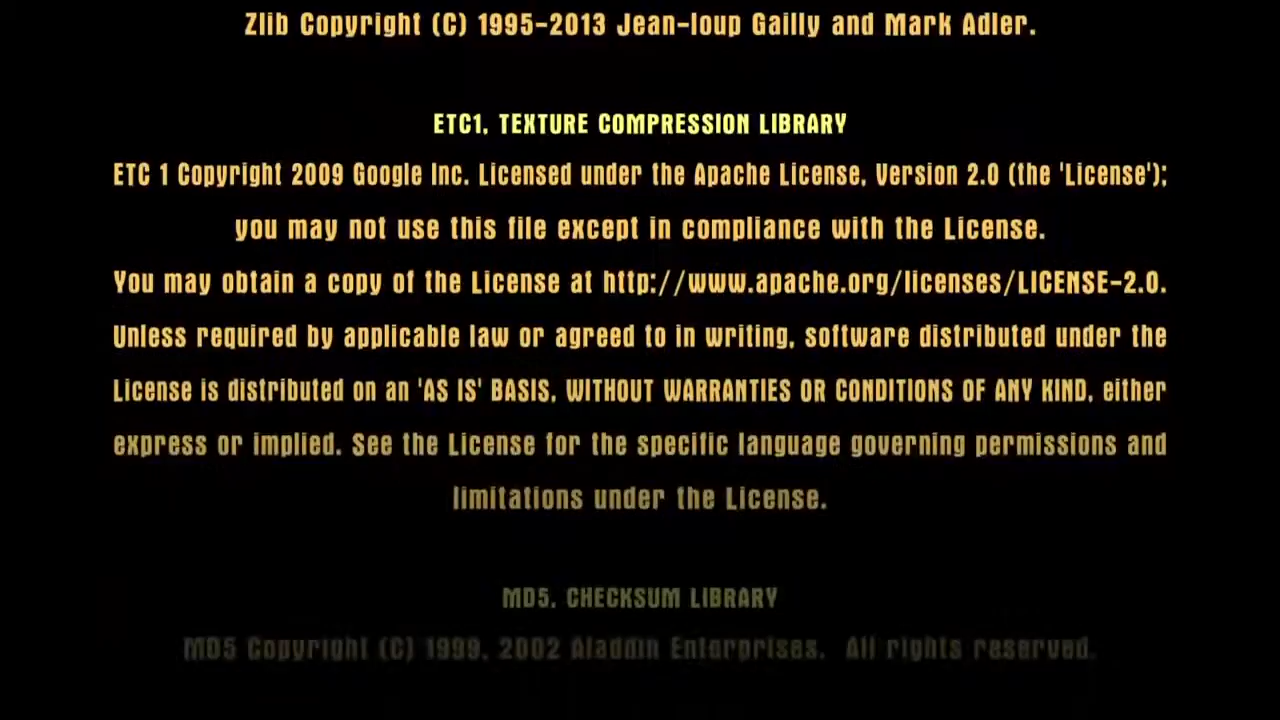 Zlib Copyright (C) 1995-2013 Jean-loup Gailly and Mark Adler.
ETC1, TEXTURE COMPRESSION LIBRARY
ETC 1 Copyright 2009 Google Inc. Licensed under the Apache License, Version 2.0 (the 'License');
you may not use this file except in compliance with the License.
You may obtain a copy of the License at http://www.apache.org/licenses/LICENSE-2.0.
Unless required by applicable law or agreed to in writing, software distributed under the
License is distributed on an 'AS IS' BASIS, WITHOUT WARRANTIES OR CONDITIONS OF ANY KIND, either
express or implied. See the License for the specific language governing permissions and
limitations under the License.
MD5, CHECKSUM LIBRARY
MD5 Copyright (C) 1999, 2002 Aladdin Enterprises.  All rights reserved.